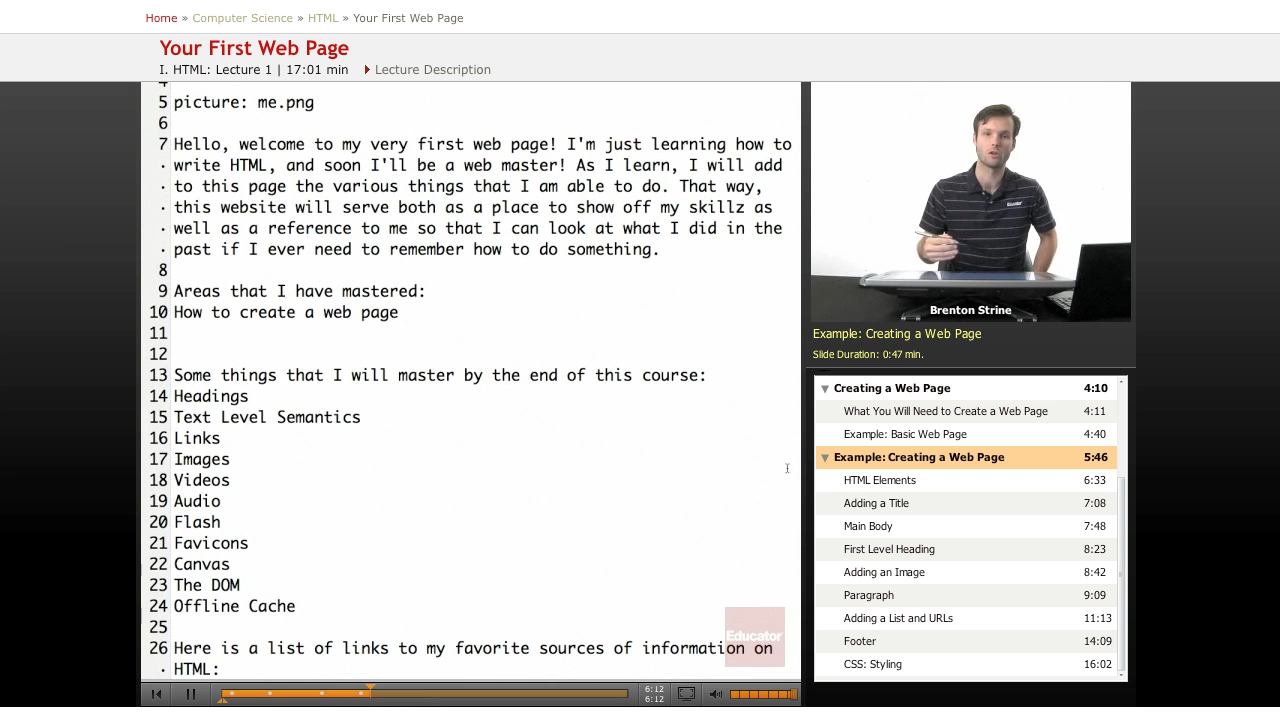 Home » Computer Science » HTML » Your First Web Page
Your First Web Page
I. HTML: Lecture 1 | 17:01 min Lecture Description
4
5 picture: me.png
6
7 Hello, welcome to my very first web page! I'm just learning how to
· write HTML, and soon I'll be a web master! As I learn, I will add
· to this page the various things that I am able to do. That way,
· this website will serve both as a place to show off my skillz as
· well as a reference to me so that I can look at what I did in the
· past if I ever need to remember how to do something.
8
9 Areas that I have mastered:
10 How to create a web page
11
12
13 Some things that I will master by the end of this course:
14 Headings
15 Text Level Semantics
16 Links
17 Images
18 Videos
19 Audio
20 Flash
21 Favicons
22 Canvas
23 The DOM
24 Offline Cache
25
26 Here is a list of links to my favorite sources of information on
· HTML:
Educator
6:12
6:12
Educator
Brenton Strine
Example: Creating a Web Page
Slide Duration: 0:47 min.
Creating a Web Page 4:10
What You Will Need to Create a Web Page 4:11
Example: Basic Web Page 4:40
Example: Creating a Web Page 5:46
HTML Elements 6:33
Adding a Title 7:08
Main Body 7:48
First Level Heading 8:23
Adding an Image 8:42
Paragraph 9:09
Adding a List and URLs 11:13
Footer 14:09
CSS: Styling 16:02